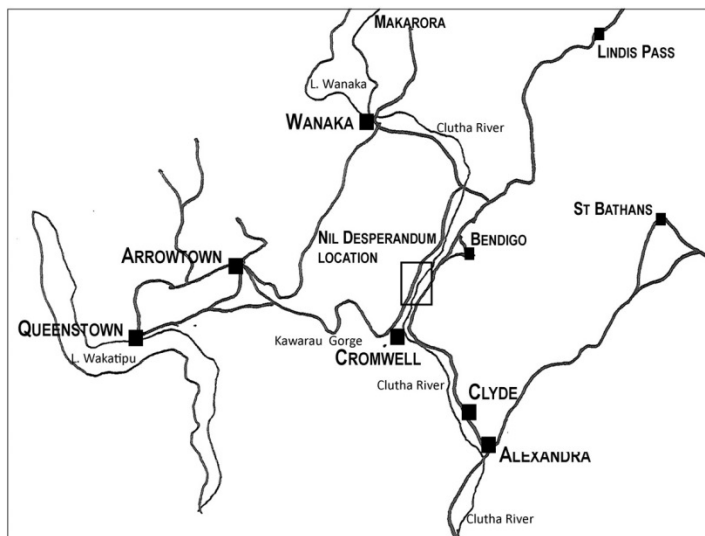 MAKARORA
LINDIS PASS
L. Wanaka
WANAKA
Clutha River
ST BATHANS
NIL DESPERANDUM
LOCATION
BENDIGO
ARROWTOWN
QUEENSTOWN
L. Wakatipu
Kawarau Gorge
CROMWELL
Clutha River
CLYDE
ALEXANDRA
Clutha River